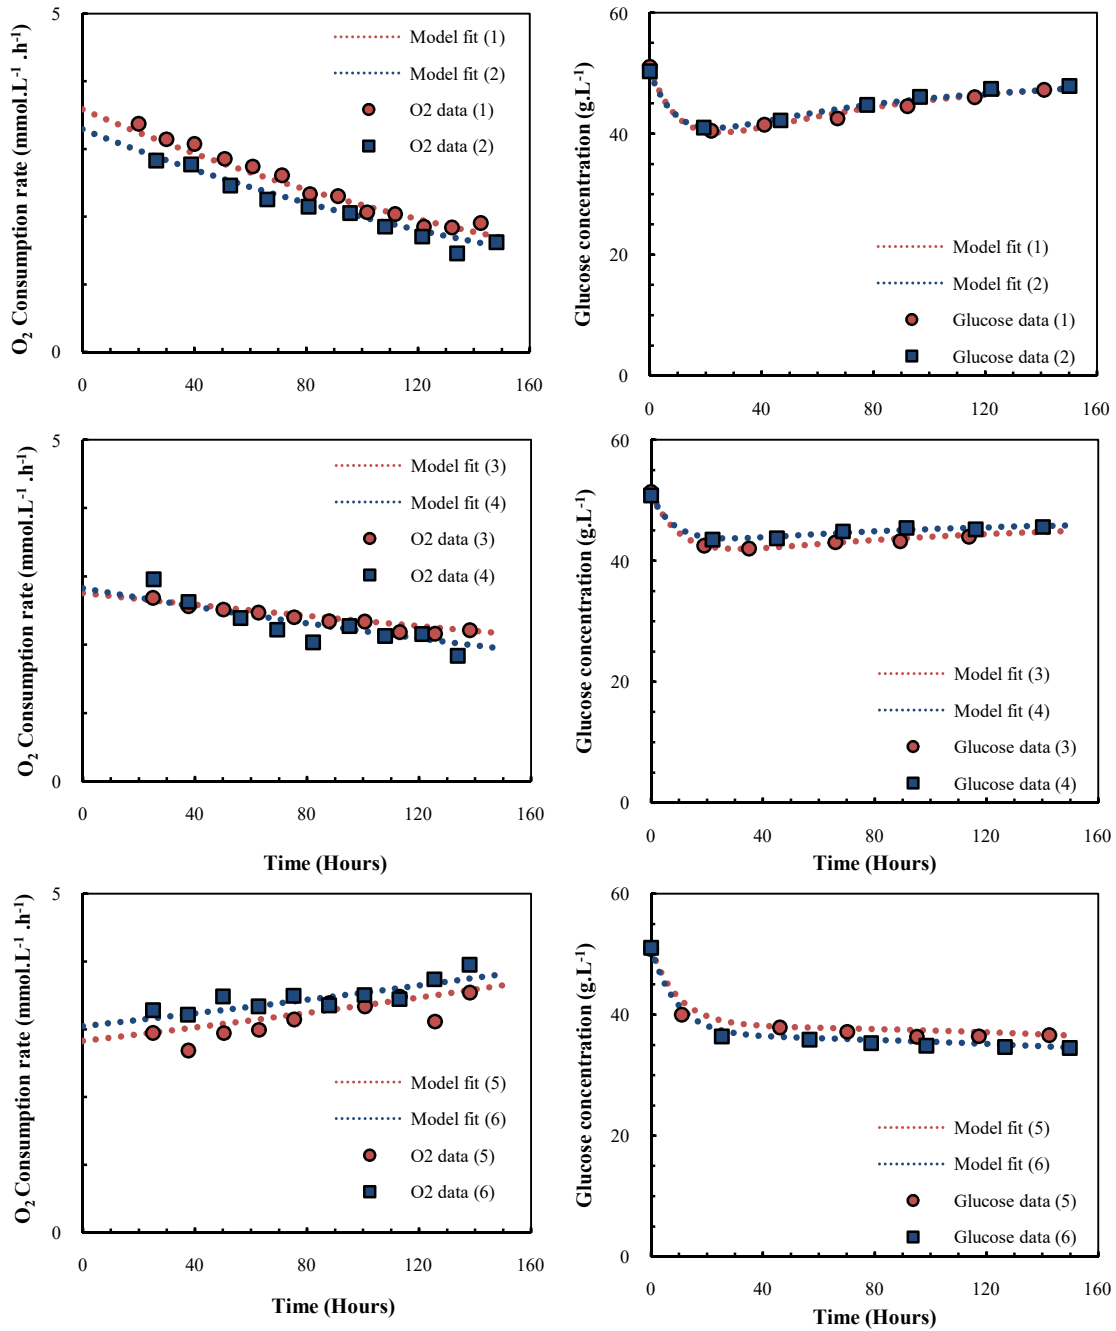 O₂ Consumption rate (mmol.L⁻¹ .h⁻¹)
5
0
0
40
80
120
160
Model fit (1)
Model fit (2)
O2 data (1)
O2 data (2)
Glucose concentration (g.L⁻¹)
60
40
20
0
0
40
80
120
160
Model fit (1)
Model fit (2)
Glucose data (1)
Glucose data (2)
O₂ Consumption rate (mmol.L⁻¹ .h⁻¹)
5
0
0
40
80
120
160
Time (Hours)
Model fit (3)
Model fit (4)
O2 data (3)
O2 data (4)
Glucose concentration (g.L⁻¹)
60
40
20
0
0
40
80
120
160
Time (Hours)
Model fit (3)
Model fit (4)
Glucose data (3)
Glucose data (4)
O₂ Consumption rate (mmol.L⁻¹ .h⁻¹)
5
0
0
40
80
120
160
Time (Hours)
Model fit (5)
Model fit (6)
O2 data (5)
O2 data (6)
Glucose concentration (g.L⁻¹)
60
40
20
0
0
40
80
120
160
Time (Hours)
Model fit (5)
Model fit (6)
Glucose data (5)
Glucose data (6)